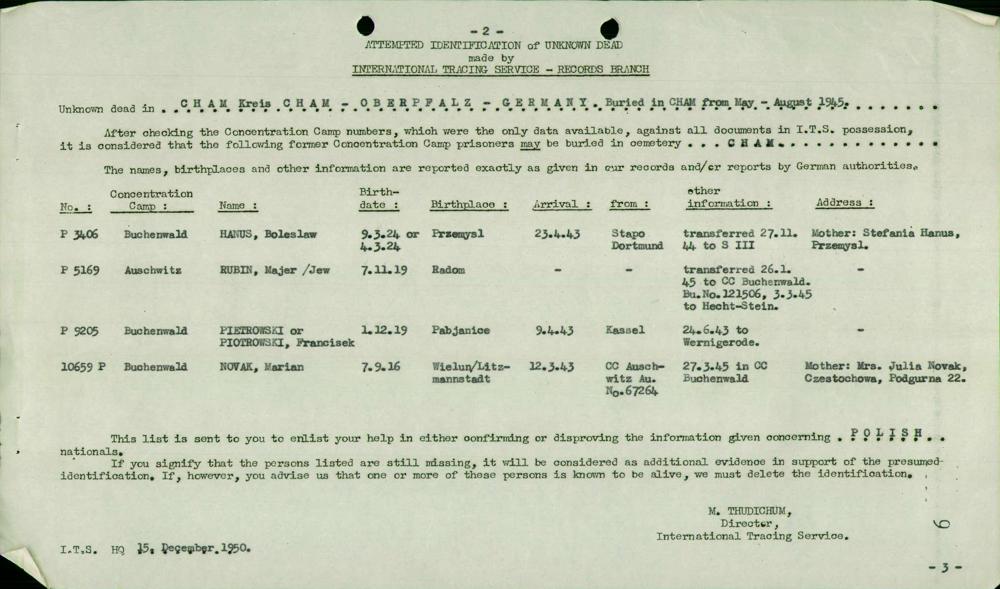 - 2 -
ATTEMPTED IDENTIFICATION of UNKNOWN DEAD
made by
INTERNATIONAL TRACING SERVICE - RECORDS BRANCH
Unknown dead in . CHAM Kreis CHAM - OBERPFALZ - GERMANY. Buried in CHAM from May - August 1945. . . . . . .
After checking the Concentration Camp numbers, which were the only data available, against all documents in I.T.S. possession,
it is considered that the following former Concentration Camp prisoners may be buried in cemetery . . . CHAM. . . . . . . . . . . .
The names, birthplaces and other information are reported exactly as given in our records and/or reports by German authorities.
No. : Concentration Camp : Name : Birth-date : Birthplace : Arrival : from : other information : Address :
P 3406 Buchenwald HANUS, Boleslaw 9.3.24 or Przemysl 23.4.43 Stapo transferred 27.11. Mother: Stefania Hanus,
4.3.24 Dortmund 44 to S III Przemysl.
P 5169 Auschwitz RUBIN, Majer /Jew 7.11.19 Radom - - transferred 26.1. -
45 to CC Buchenwald.
Bu.No.121506, 3.3.45
to Hecht-Stein.
P 9205 Buchenwald PIETROWSKI or 1.12.19 Pabjanice 9.4.43 Kassel 24.6.43 to -
PIOTROWSKI, Francisek Wernigerode.
10659 P Buchenwald NOVAK, Marian 7.9.16 Wielun/Litz- 12.3.43 CC Ausch- 27.3.45 in CC Mother: Mrs. Julia Novak,
mannstadt witz Au. Buchenwald Czestochowa, Podgurna 22.
No.67264
This list is sent to you to enlist your help in either confirming or disproving the information given concerning . POLISH. .
nationals.
If you signify that the persons listed are still missing, it will be considered as additional evidence in support of the presumed
identification. If, however, you advise us that one or more of these persons is known to be alive, we must delete the identification.
M. THUDICHUM,
Director,
International Tracing Service.
6
I.T.S. HQ 15. December.1950.
- 3 -